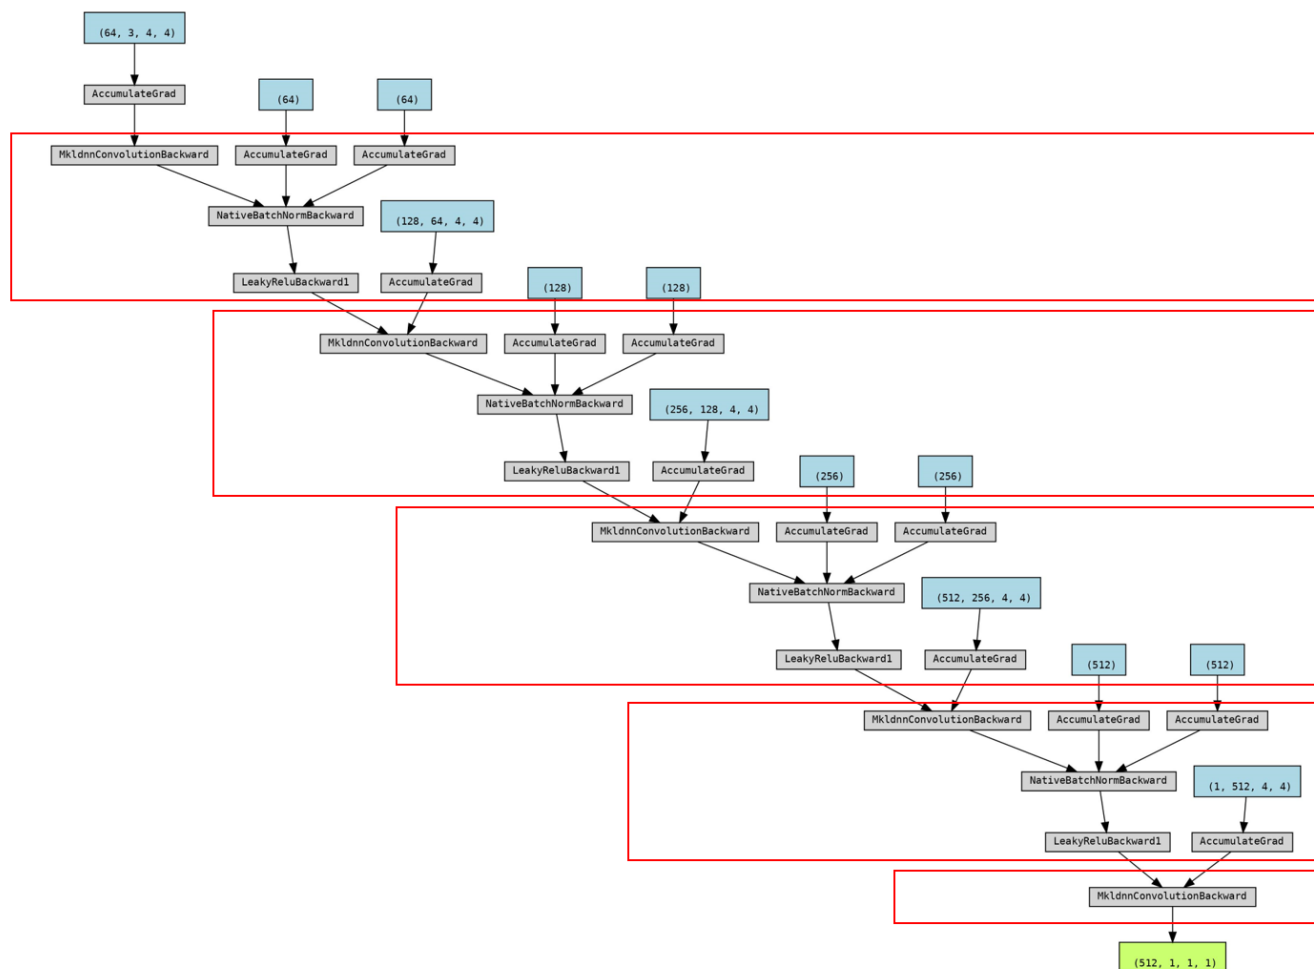 (64, 3, 4, 4)
AccumulateGrad
(64)
(64)
MkldnnConvolutionBackward
AccumulateGrad
AccumulateGrad
NativeBatchNormBackward
(128, 64, 4, 4)
LeakyReluBackward1
AccumulateGrad
(128)
(128)
MkldnnConvolutionBackward
AccumulateGrad
AccumulateGrad
NativeBatchNormBackward
(256, 128, 4, 4)
LeakyReluBackward1
AccumulateGrad
(256)
(256)
MkldnnConvolutionBackward
AccumulateGrad
AccumulateGrad
NativeBatchNormBackward
(512, 256, 4, 4)
LeakyReluBackward1
AccumulateGrad
(512)
(512)
MkldnnConvolutionBackward
AccumulateGrad
AccumulateGrad
NativeBatchNormBackward
(1, 512, 4, 4)
LeakyReluBackward1
AccumulateGrad
MkldnnConvolutionBackward
(512, 1, 1, 1)